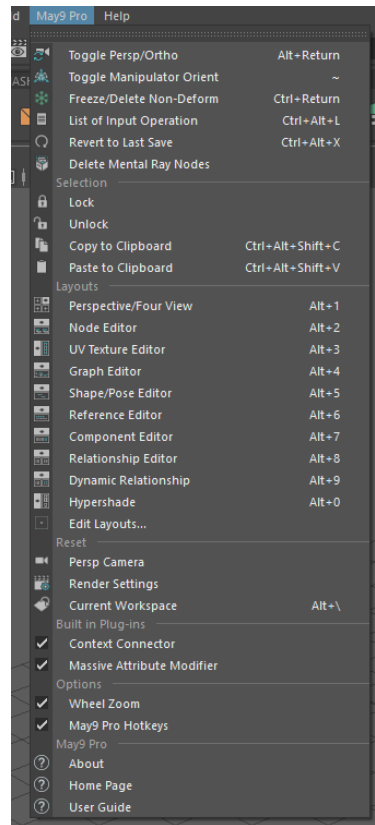 d May9 Pro Help
Toggle Persp/Ortho Alt+Return
Toggle Manipulator Orient ~
Freeze/Delete Non-Deform Ctrl+Return
List of Input Operation Ctrl+Alt+L
Revert to Last Save Ctrl+Alt+X
Delete Mental Ray Nodes
Selection
Lock
Unlock
Copy to Clipboard Ctrl+Alt+Shift+C
Paste to Clipboard Ctrl+Alt+Shift+V
Layouts
Perspective/Four View Alt+1
Node Editor Alt+2
UV Texture Editor Alt+3
Graph Editor Alt+4
Shape/Pose Editor Alt+5
Reference Editor Alt+6
Component Editor Alt+7
Relationship Editor Alt+8
Dynamic Relationship Alt+9
Hypershade Alt+0
Edit Layouts...
Reset
Persp Camera
Render Settings
Current Workspace Alt+\
Built in Plug-ins
Context Connector
Massive Attribute Modifier
Options
Wheel Zoom
May9 Pro Hotkeys
May9 Pro
About
Home Page
User Guide